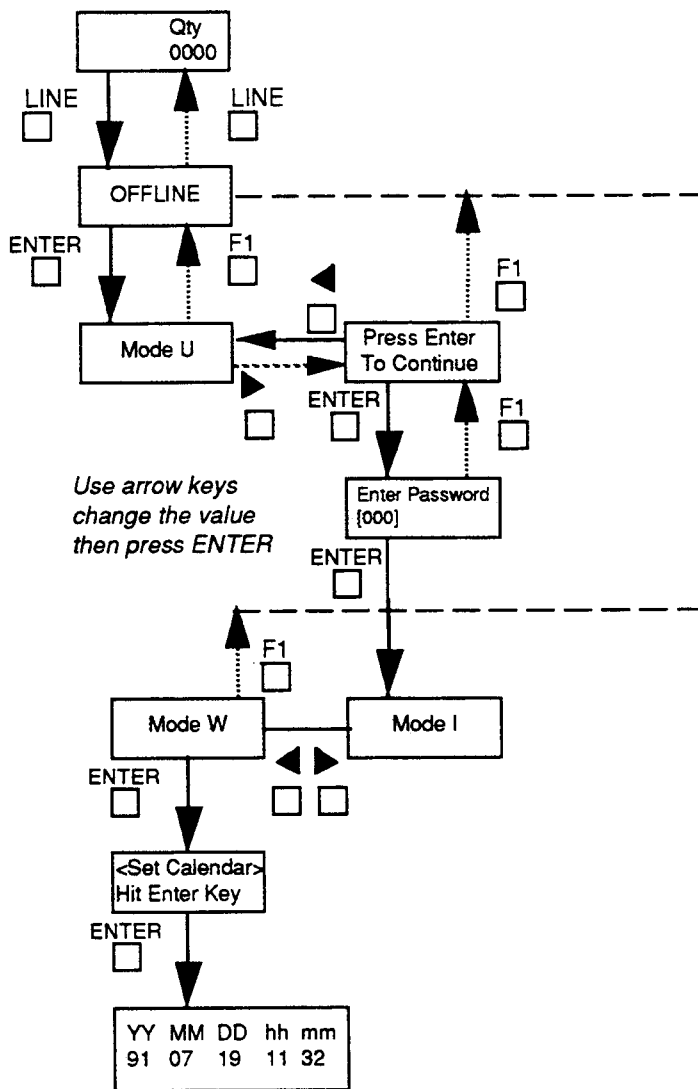 Qty
0000
LINE
LINE
OFFLINE
ENTER
F1
F1
Mode U
Press Enter
To Continue
ENTER
F1
Use arrow keys
change the value
then press ENTER
Enter Password
[000]
ENTER
F1
Mode W
Mode I
ENTER
<Set Calendar>
Hit Enter Key
ENTER
YY MM DD hh mm
91 07 19 11 32